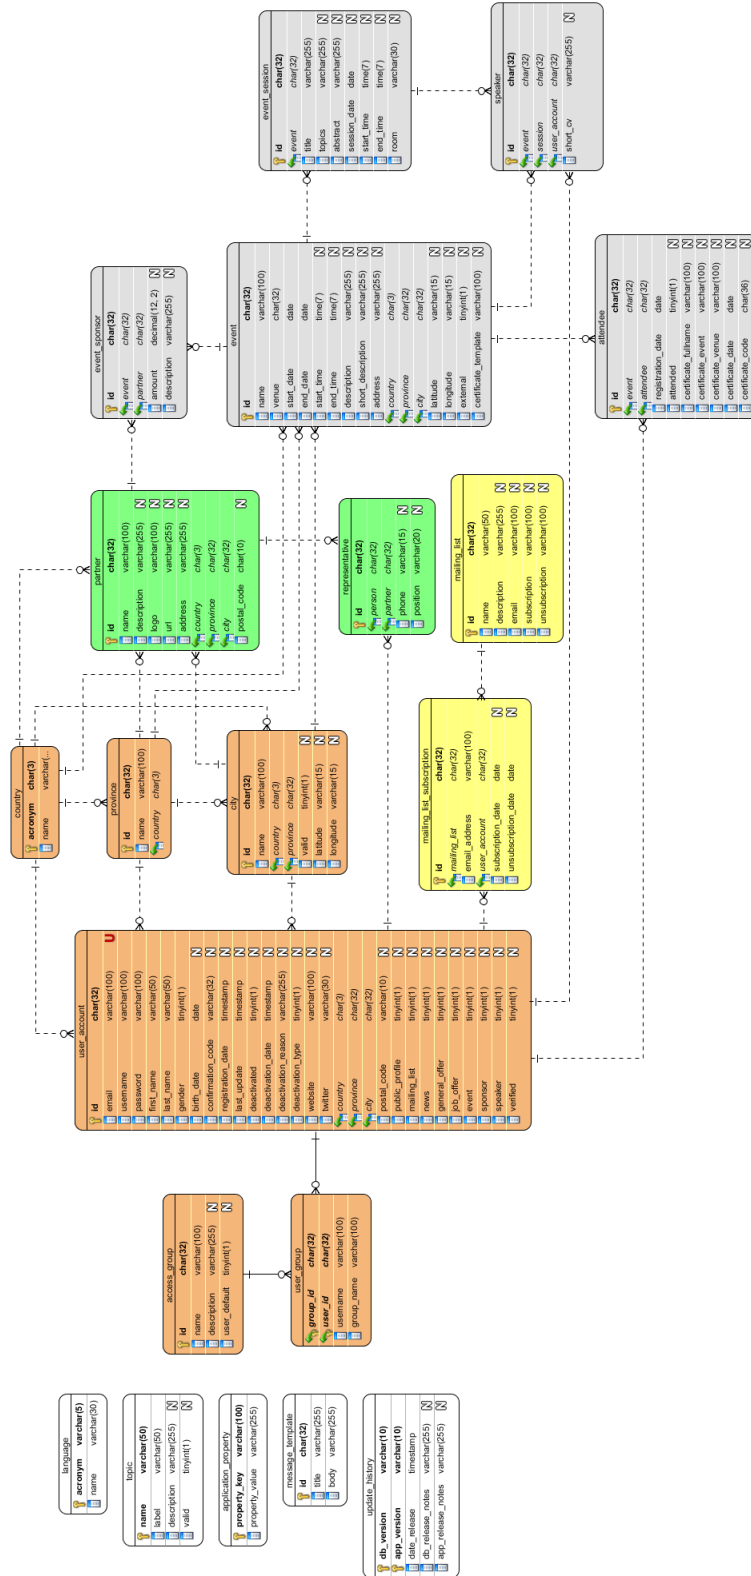 language
acronym varchar(5)
name varchar(30)
topic
name varchar(50)
label varchar(50)
description varchar(255) N
valid tinyint(1) N
application_property
property_key varchar(100)
property_value varchar(255)
message_template
id char(32)
title varchar(255)
body varchar(255)
update_history
db_version varchar(10)
app_version varchar(10)
date_release timestamp
db_release_notes varchar(255) N
app_release_notes varchar(255) N
access_group
id char(32)
name varchar(100)
description varchar(255) N
user_default tinyint(1) N
user_group
group_id char(32)
user_id char(32)
username varchar(100)
group_name varchar(100)
user_account
id char(32)
email varchar(100) U
username varchar(100)
password varchar(100)
first_name varchar(50)
last_name varchar(50)
gender tinyint(1)
birth_date date N
confirmation_code varchar(32) N
registration_date timestamp N
last_update timestamp N
deactivated tinyint(1) N
deactivation_date timestamp N
deactivation_reason varchar(255) N
deactivation_type tinyint(1) N
website varchar(100) N
twitter varchar(30) N
country char(3)
province char(32)
city char(32)
postal_code varchar(10) N
public_profile tinyint(1) N
mailing_list tinyint(1) N
news tinyint(1) N
general_offer tinyint(1) N
job_offer tinyint(1) N
event tinyint(1) N
sponsor tinyint(1) N
speaker tinyint(1) N
verified tinyint(1) N
country
acronym char(3)
name varchar(...
province
id char(32)
name varchar(100)
country char(3)
city
id char(32)
name varchar(100)
country char(3)
province char(32)
valid tinyint(1) N
latitude varchar(15) N
longitude varchar(15) N
mailing_list_subscription
id char(32)
mailing_list char(32)
email_address varchar(100)
user_account char(32)
subscription_date date N
unsubscription_date date N
partner
id char(32)
name varchar(100)
description varchar(255) N
logo varchar(100) N
url varchar(255) N
address varchar(255) N
country char(3)
province char(32)
city char(32)
postal_code char(10) N
representative
id char(32)
person char(32)
partner char(32)
phone varchar(15) N
position varchar(20) N
mailing_list
id char(32)
name varchar(50)
description varchar(255) N
email varchar(100) N
subscription varchar(100) N
unsubscription varchar(100) N
event_sponsor
id char(32)
event char(32)
partner char(32)
amount decimal(12, 2) N
description varchar(255) N
event
id char(32)
name varchar(100)
venue char(32)
start_date date
end_date date
start_time time(7) N
end_time time(7) N
description varchar(255) N
short_description varchar(255) N
address varchar(255) N
country char(3)
province char(32)
city char(32)
latitude varchar(15) N
longitude varchar(15) N
external tinyint(1) N
certificate_template varchar(100) N
attendee
id char(32)
event char(32)
attendee char(32)
registration_date date
attended tinyint(1) N
certificate_fullname varchar(100) N
certificate_event varchar(100) N
certificate_venue varchar(100) N
certificate_date date N
certificate_code char(36) N
event_session
id char(32)
event char(32)
title varchar(255)
topics varchar(255) N
abstract varchar(255) N
session_date date N
start_time time(7) N
end_time time(7) N
room varchar(30) N
speaker
id char(32)
event char(32)
session char(32)
user_account char(32)
short_cv varchar(255) N